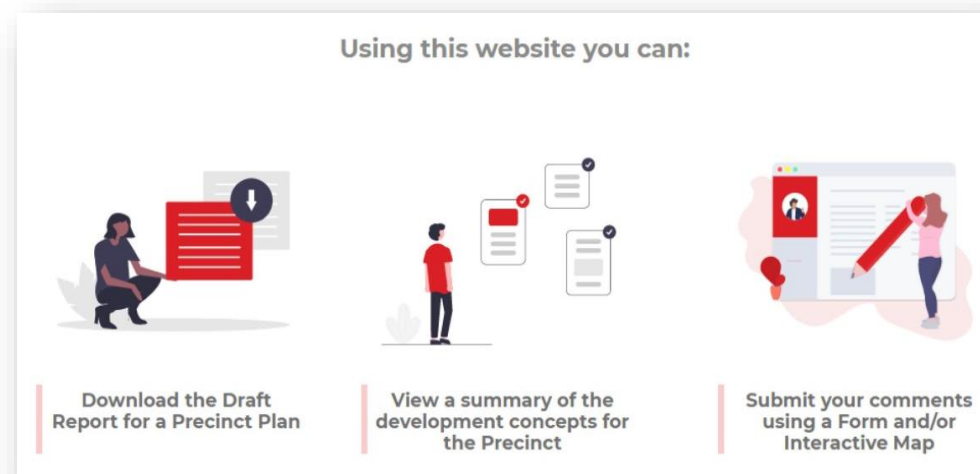 Using this website you can:
Download the Draft
Report for a Precinct Plan
View a summary of the
development concepts for
the Precinct
Submit your comments
using a Form and/or
Interactive Map